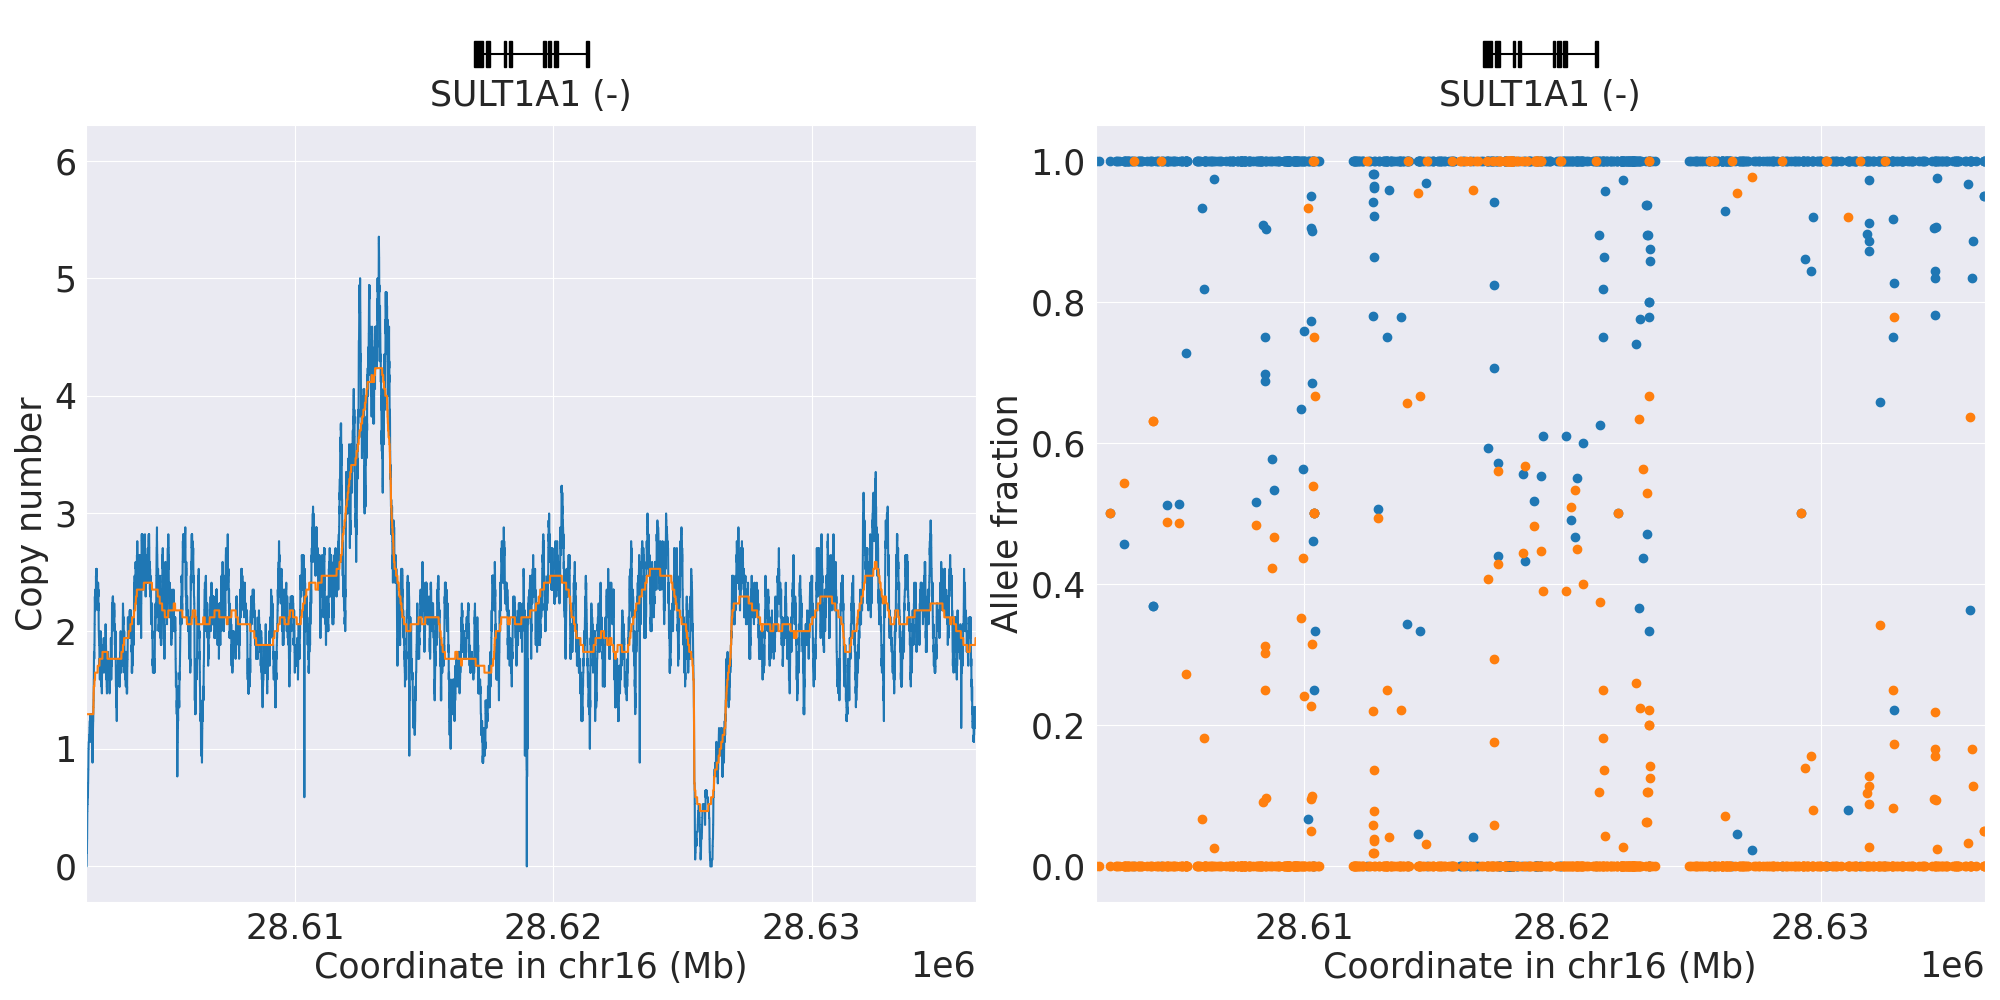 SULT1A1 (-)
6
5
4
3
2
1
0
Copy number
28.61
28.62
28.63
Coordinate in chr16 (Mb)
1e6
SULT1A1 (-)
1.0
0.8
0.6
0.4
0.2
0.0
Allele fraction
28.61
28.62
28.63
Coordinate in chr16 (Mb)
1e6